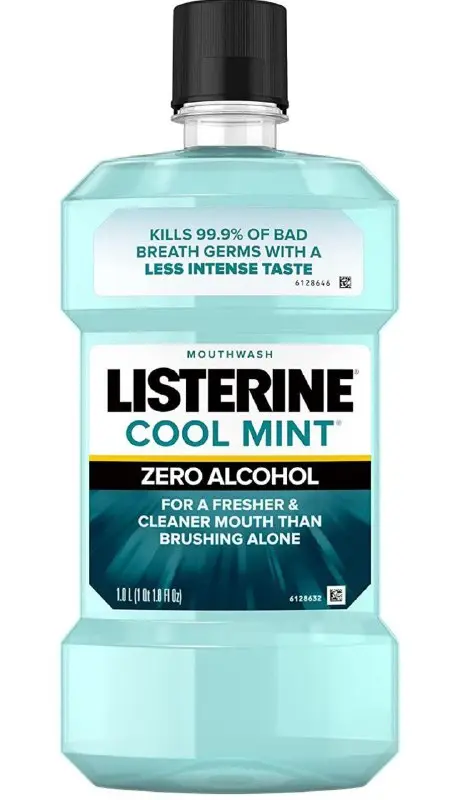 KILLS 99.9% OF BAD
BREATH GERMS WITH A
LESS INTENSE TASTE
6128646
MOUTHWASH
LISTERINE®
COOL MINT®
ZERO ALCOHOL
FOR A FRESHER &
CLEANER MOUTH THAN
BRUSHING ALONE
1.0 L (1 Qt 1.8 Fl Oz)
6128632